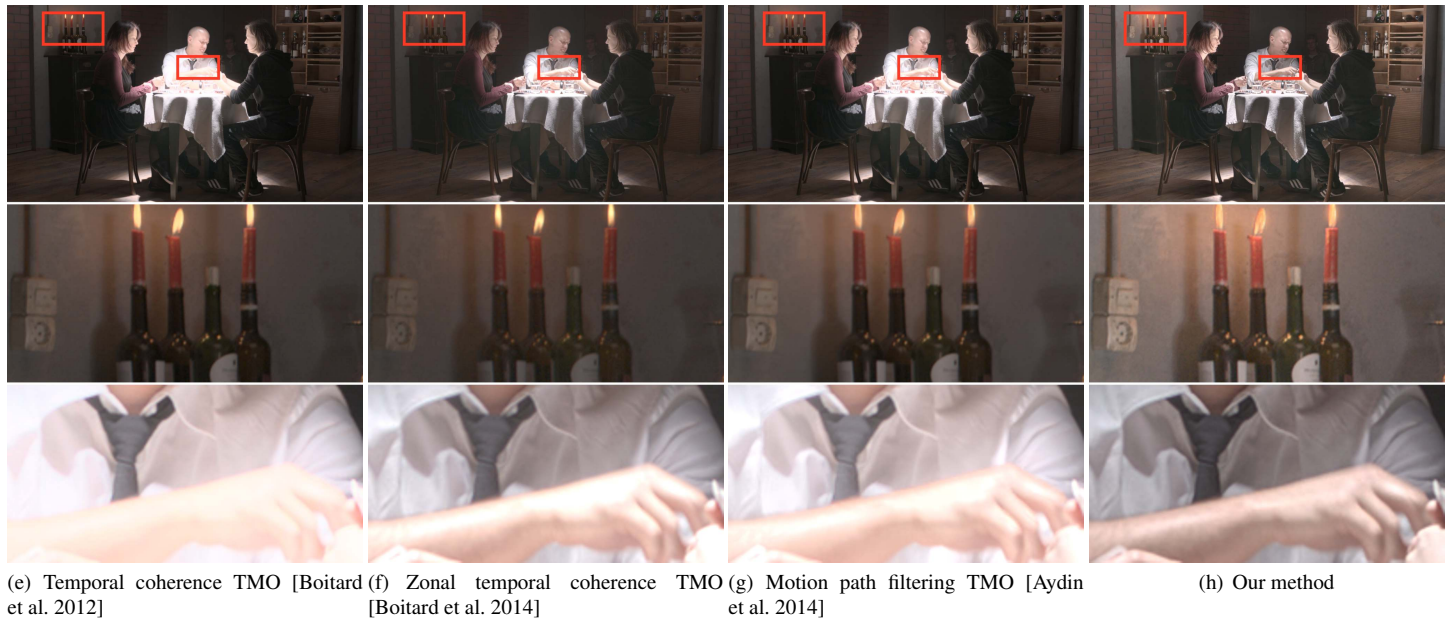 (e) Temporal coherence TMO [Boitard
et al. 2012]
(f) Zonal temporal coherence TMO
[Boitard et al. 2014]
(g) Motion path filtering TMO [Aydin
et al. 2014]
(h) Our method